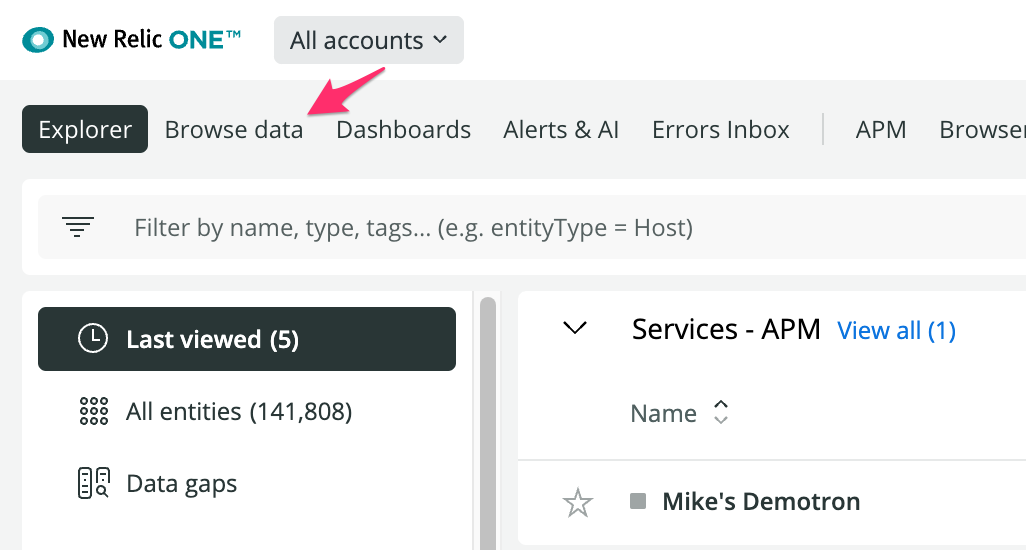 New Relic ONE™
All accounts
Explorer Browse data Dashboards Alerts & AI Errors Inbox APM Browser
Filter by name, type, tags... (e.g. entityType = Host)
Last viewed (5)
All entities (141,808)
Data gaps
Services - APM View all (1)
Name
Mike's Demotron